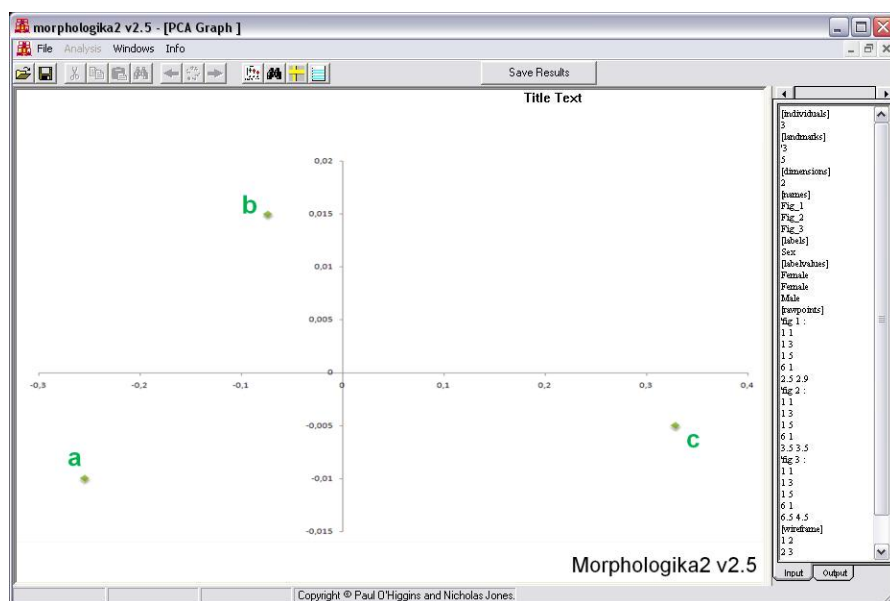 morphologika2 v2.5 - [PCA Graph ]
File Analysis Windows Info
Save Results
Title Text
0,02
0,015
0,01
0,005
0
-0,005
-0,01
-0,015
-0,3 -0,2 -0,1 0 0,1 0,2 0,3 0,4
b
a
c
Morphologika2 v2.5
[individuals]
3
[landmarks]
'3
5
[dimensions]
2
[names]
Fig_1
Fig_2
Fig_3
[labels]
Sex
[labelvalues]
Female
Female
Male
[rawpoints]
'fig 1 :
1 1
1 3
1 5
6 1
2.5 2.9
'fig 2 :
1 1
1 3
1 5
6 1
3.5 3.5
'fig 3 :
1 1
1 3
1 5
6 1
6.5 4.5
[wireframe]
1 2
2 3
Input Output
Copyright © Paul O'Higgins and Nicholas Jones.